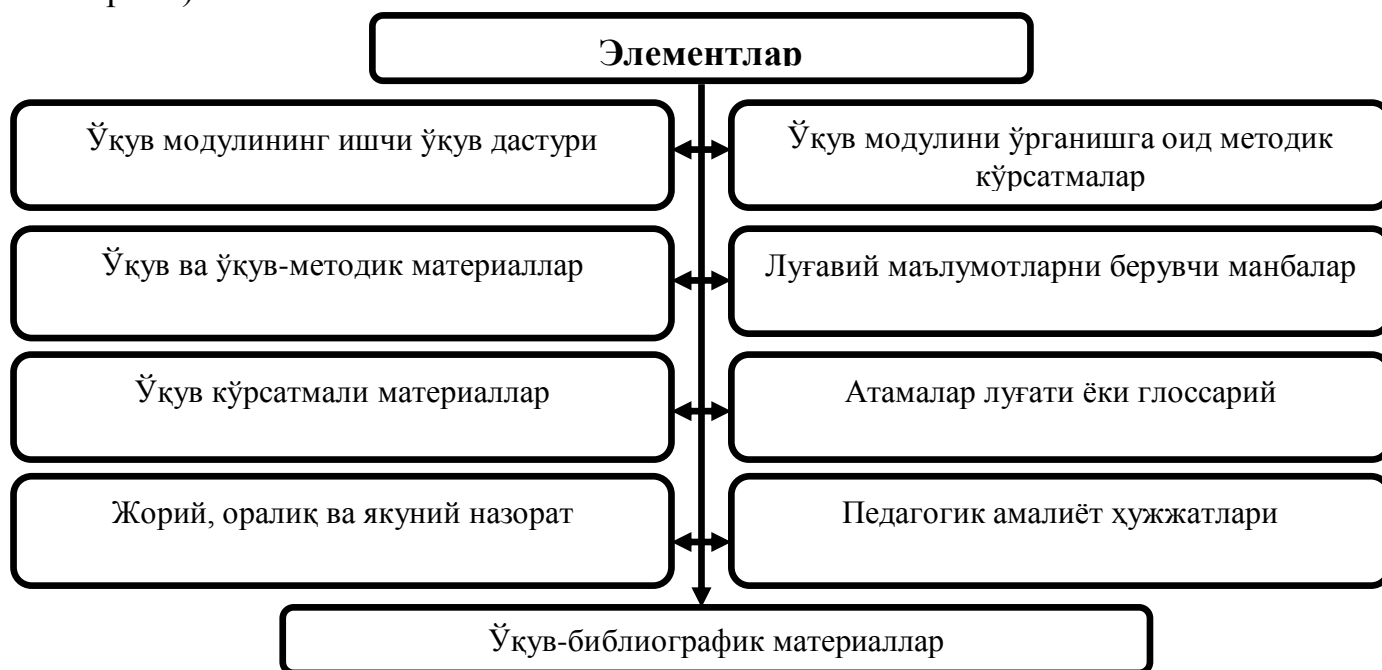 Элементлар
Ўқув модулининг ишчи ўқув дастури
Ўқув модулини ўрганишга оид методик
кўрсатмалар
Ўқув ва ўқув-методик материаллар
Луғавий маълумотларни берувчи манбалар
Ўқув кўрсатмали материаллар
Атамалар луғати ёки глоссарий
Жорий, оралиқ ва якуний назорат
Педагогик амалиёт ҳужжатлари
Ўқув-библиографик материаллар